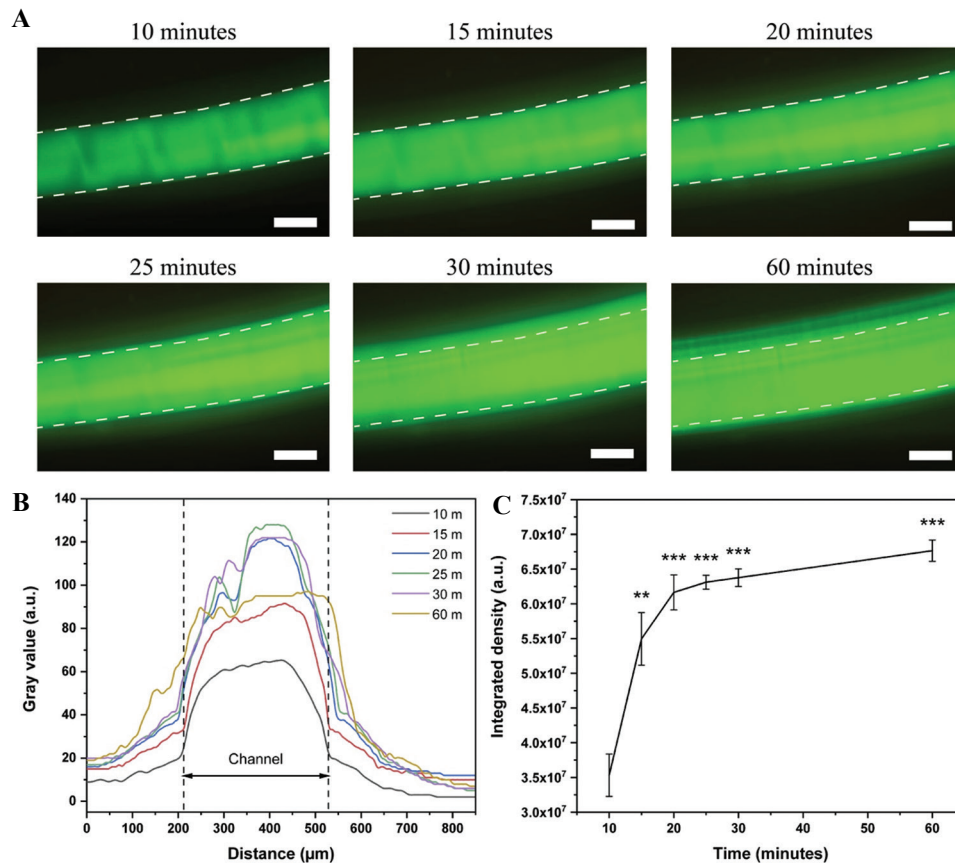 A
10 minutes 15 minutes 20 minutes
25 minutes 30 minutes 60 minutes
B
140
120
100
80
60
40
20
0
Gray value (a.u.)
10 m
15 m
20 m
25 m
30 m
60 m
Channel
0 100 200 300 400 500 600 700 800
Distance (µm)
C
7.5x10⁷
7.0x10⁷
6.5x10⁷
6.0x10⁷
5.5x10⁷
5.0x10⁷
4.5x10⁷
4.0x10⁷
3.5x10⁷
3.0x10⁷
Integrated density (a.u.)
** *** *** *** ***
10 20 30 40 50 60
Time (minutes)